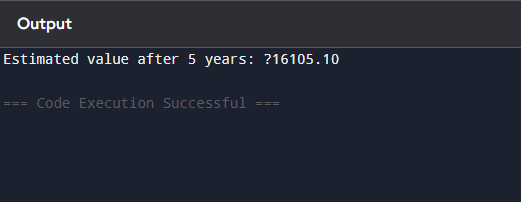 Output
Estimated value after 5 years: ?16105.10
=== Code Execution Successful ===